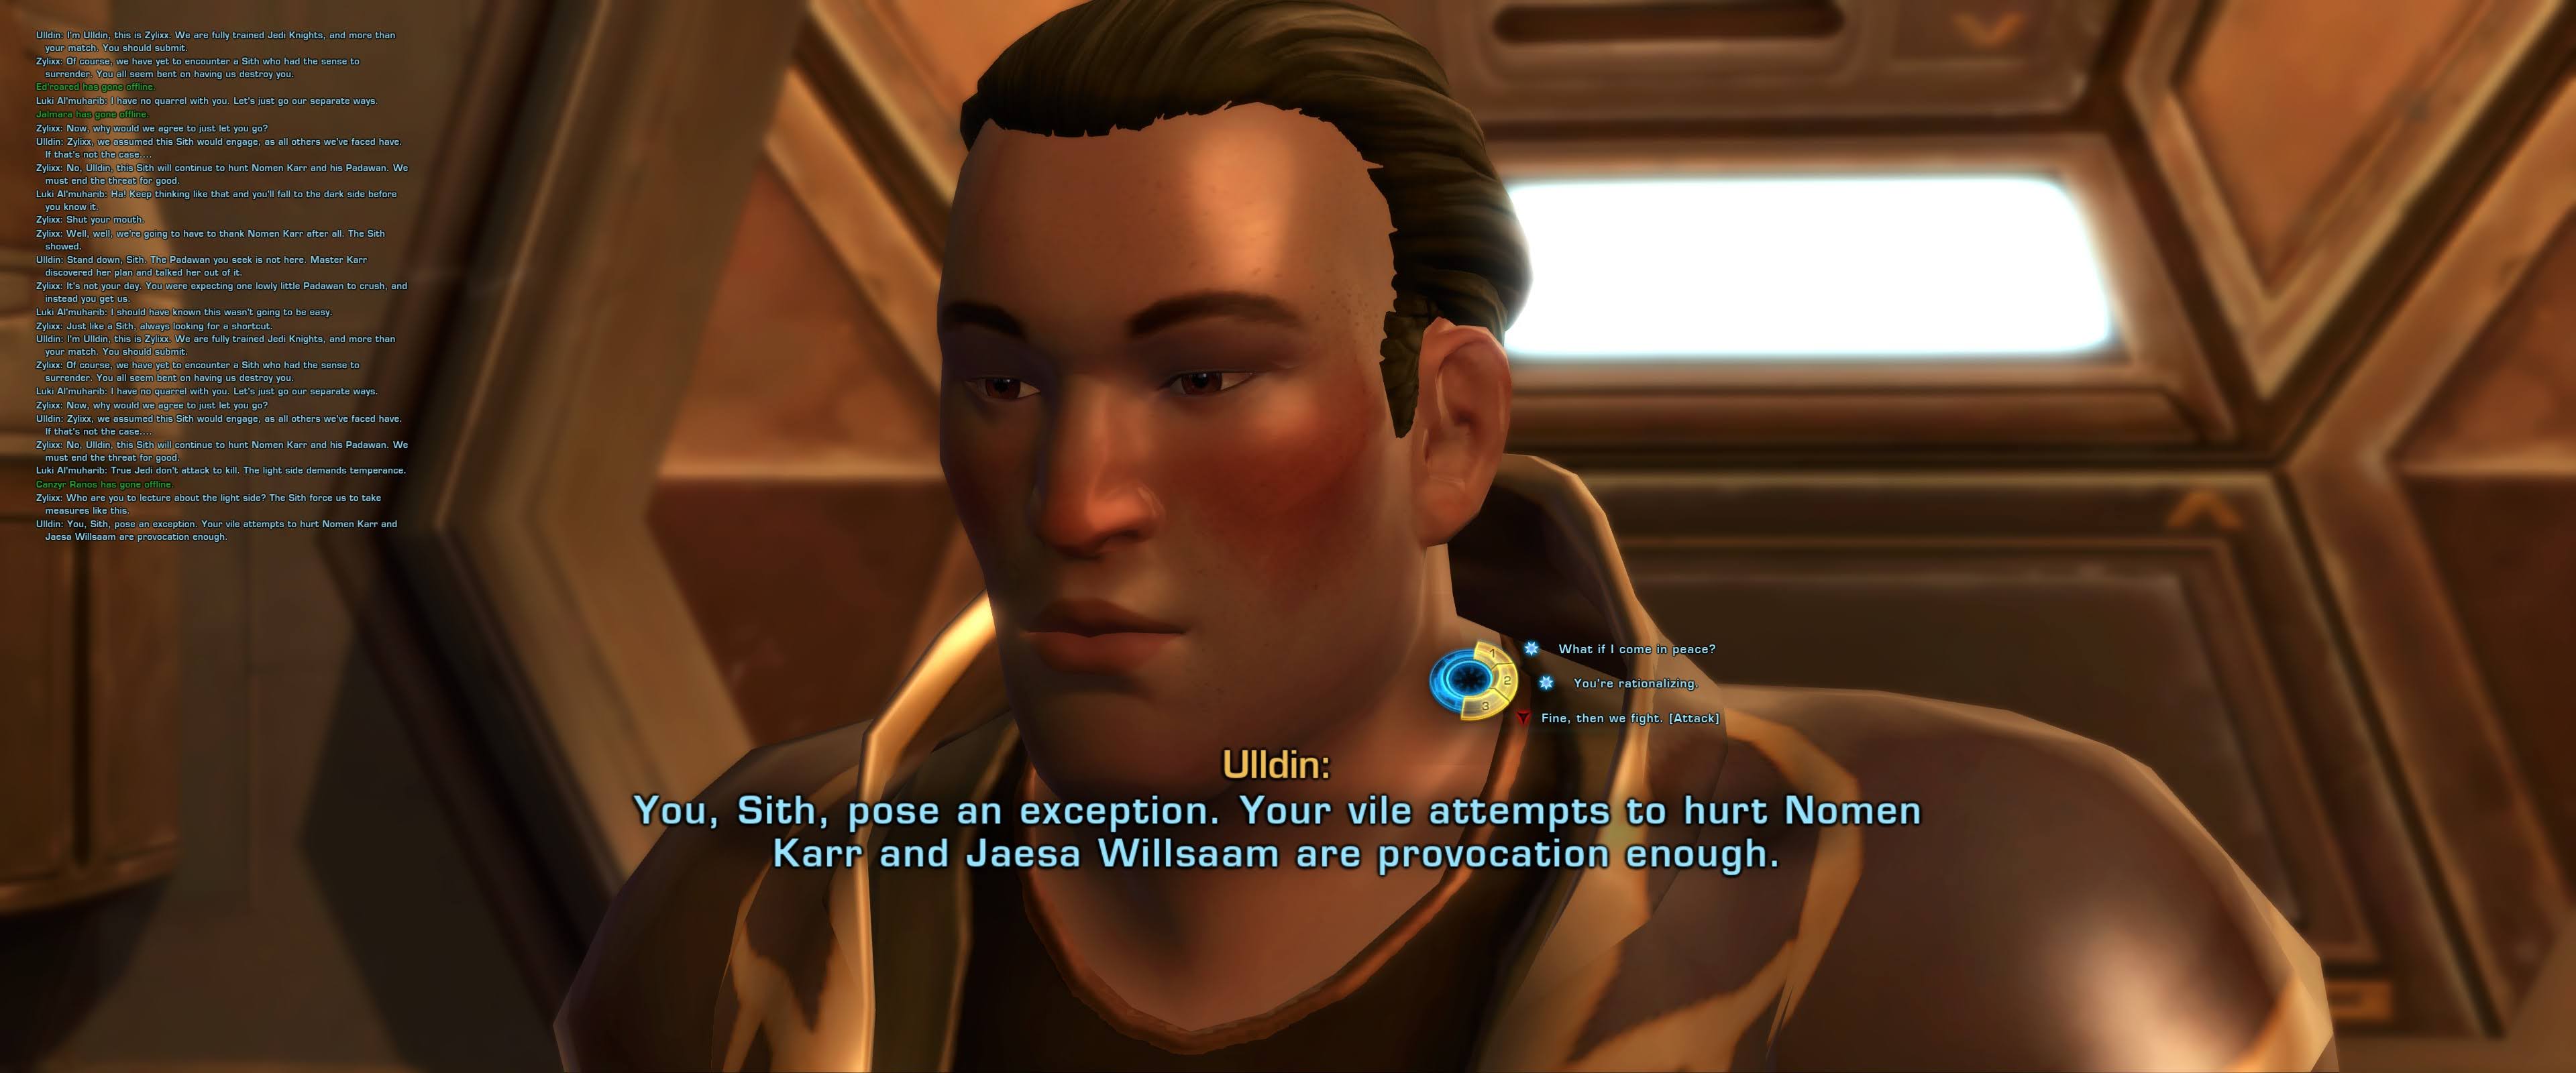 Ulldin: I'm Ulldin, this is Zylixx. We are fully trained Jedi Knights, and more than
your match. You should submit.
Zylixx: Of course, we have yet to encounter a Sith who had the sense to
surrender. You all seem bent on having us destroy you.
Ed'roared has gone offline.
Luki Al'muharib: I have no quarrel with you. Let's just go our separate ways.
Jalmara has gone offline.
Zylixx: Now, why would we agree to just let you go?
Ulldin: Zylixx, we assumed this Sith would engage, as all others we've faced have.
If that's not the case....
Zylixx: No, Ulldin, this Sith will continue to hunt Nomen Karr and his Padawan. We
must end the threat for good.
Luki Al'muharib: Ha! Keep thinking like that and you'll fall to the dark side before
you know it.
Zylixx: Shut your mouth.
Zylixx: Well, well, we're going to have to thank Nomen Karr after all. The Sith
showed.
Ulldin: Stand down, Sith. The Padawan you seek is not here. Master Karr
discovered her plan and talked her out of it.
Zylixx: It's not your day. You were expecting one lowly little Padawan to crush, and
instead you get us.
Luki Al'muharib: I should have known this wasn't going to be easy.
Zylixx: Just like a Sith, always looking for a shortcut.
Ulldin: I'm Ulldin, this is Zylixx. We are fully trained Jedi Knights, and more than
your match. You should submit.
Zylixx: Of course, we have yet to encounter a Sith who had the sense to
surrender. You all seem bent on having us destroy you.
Luki Al'muharib: I have no quarrel with you. Let's just go our separate ways.
Zylixx: Now, why would we agree to just let you go?
Ulldin: Zylixx, we assumed this Sith would engage, as all others we've faced have.
If that's not the case....
Zylixx: No, Ulldin, this Sith will continue to hunt Nomen Karr and his Padawan. We
must end the threat for good.
Luki Al'muharib: True Jedi don't attack to kill. The light side demands temperance.
Canzyr Ranos has gone offline.
Zylixx: Who are you to lecture about the light side? The Sith force us to take
measures like this.
Ulldin: You, Sith, pose an exception. Your vile attempts to hurt Nomen Karr and
Jaesa Willsaam are provocation enough.
1 What if I come in peace?
2 You're rationalizing.
3 Fine, then we fight. [Attack]
Ulldin:
You, Sith, pose an exception. Your vile attempts to hurt Nomen
Karr and Jaesa Willsaam are provocation enough.